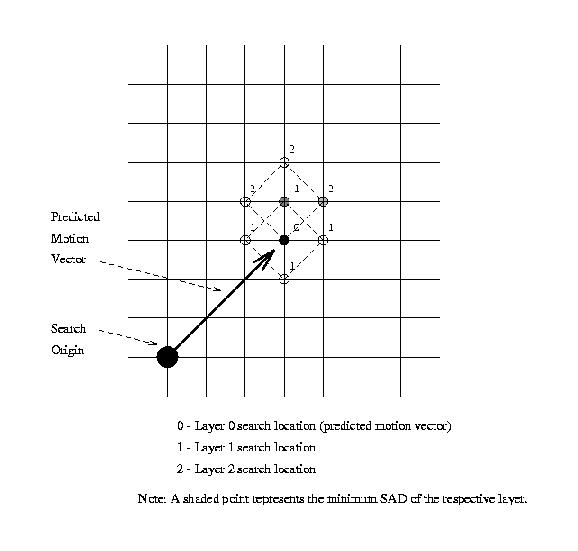 2
2
1
2
Predicted
Motion
Vector
0
1
1
1
Search
Origin
0 - Layer 0 search location (predicted motion vector)
1 - Layer 1 search location
2 - Layer 2 search location
Note: A shaded point represents the minimum SAD of the respective layer.